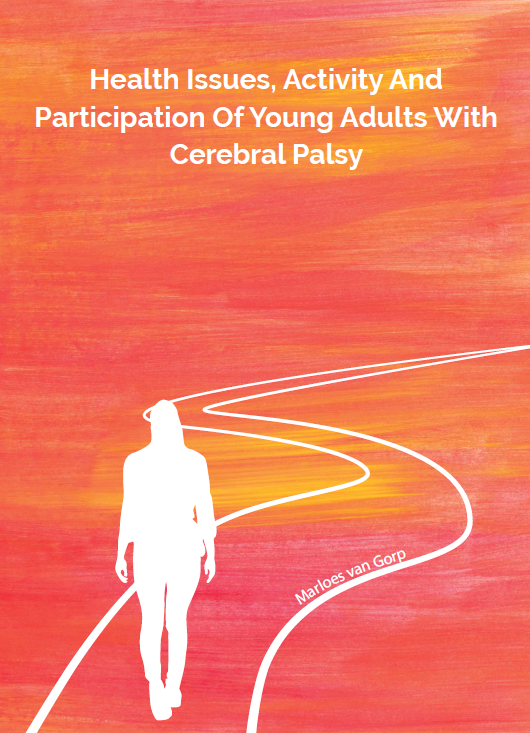 Health Issues, Activity And
Participation Of Young Adults With
Cerebral Palsy
Marloes van Gorp